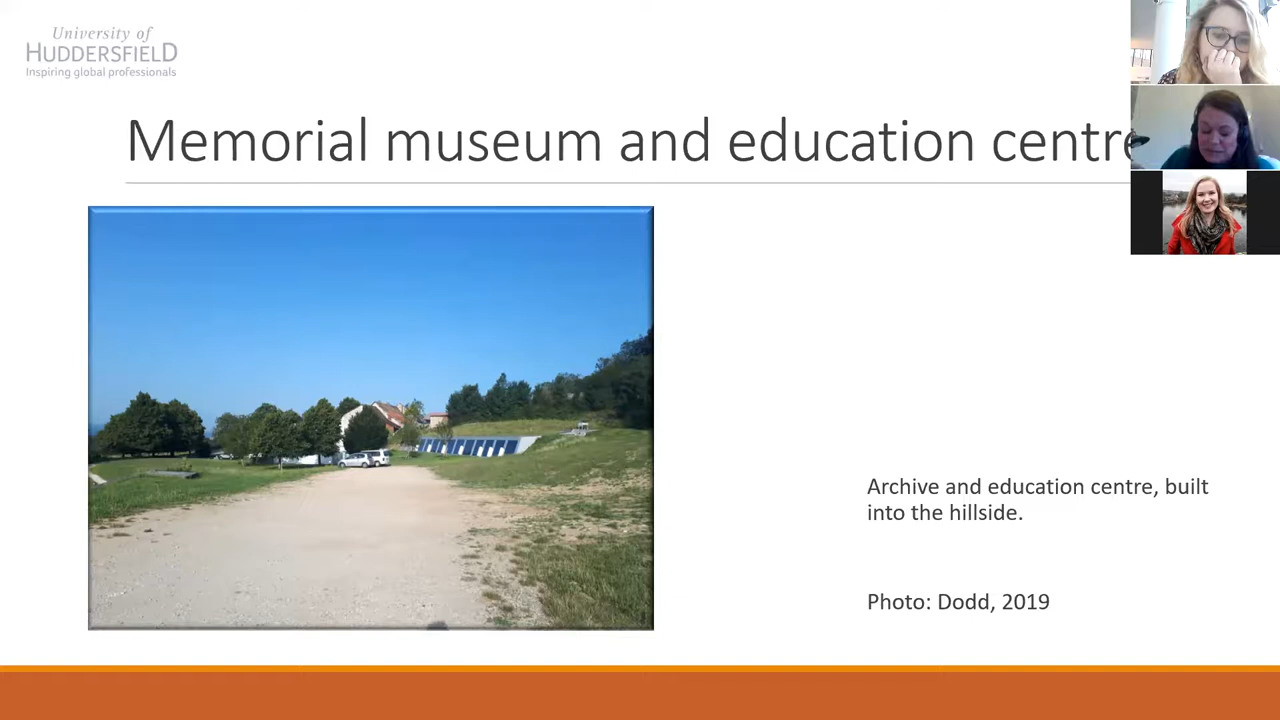 University of
HUDDERSFIELD
Inspiring global professionals
Memorial museum and education centre
Archive and education centre, built
into the hillside.
Photo: Dodd, 2019